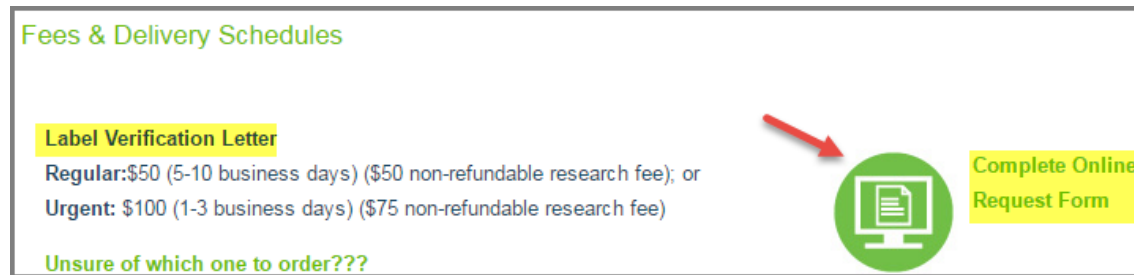 Fees & Delivery Schedules
Label Verification Letter
Regular:$50 (5-10 business days) ($50 non-refundable research fee); or
Urgent: $100 (1-3 business days) ($75 non-refundable research fee)
Complete Online
Request Form
Unsure of which one to order???